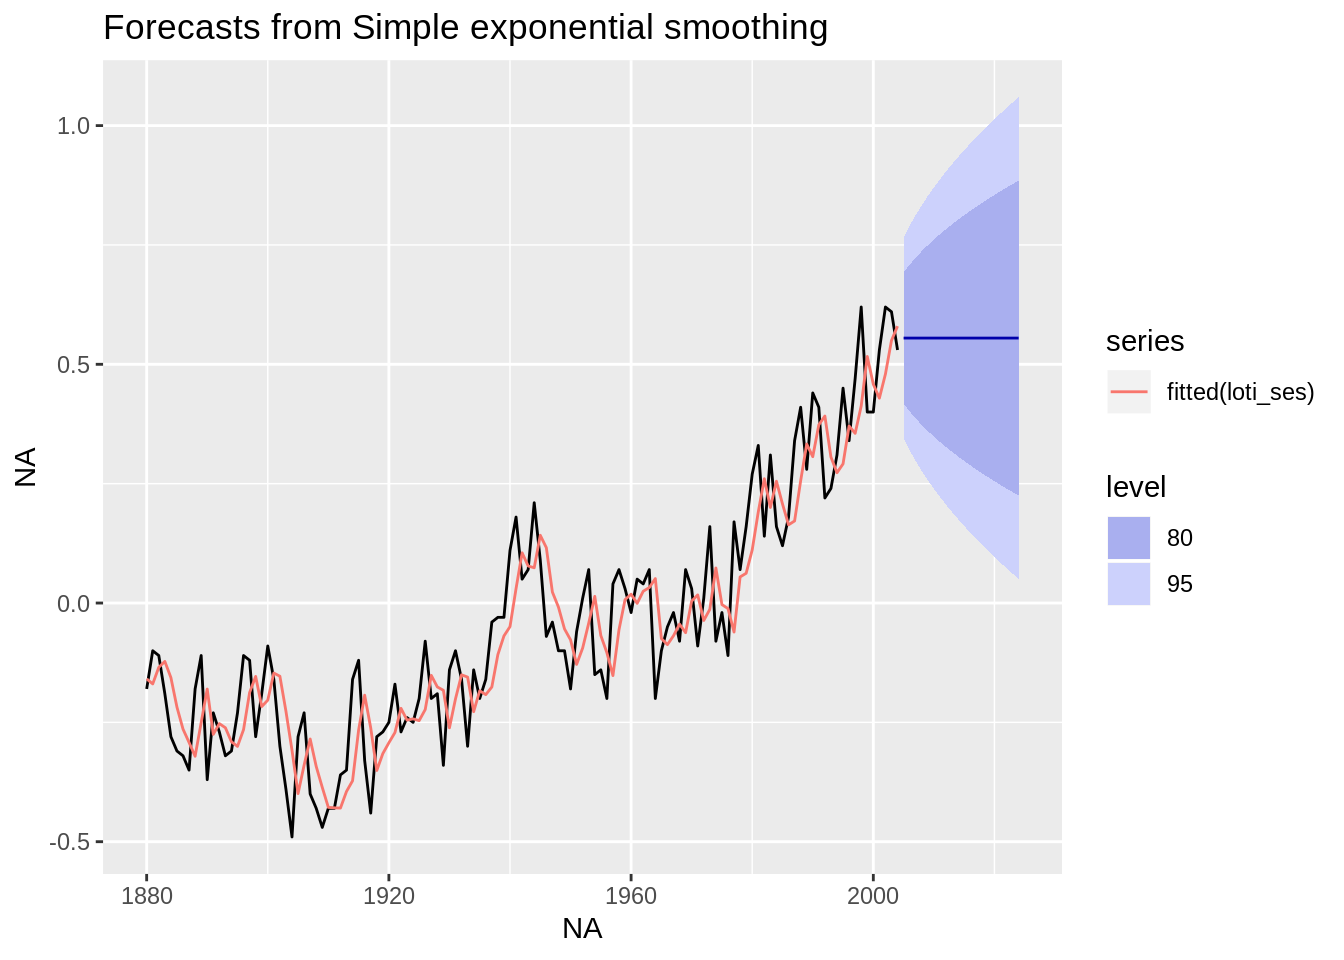 Forecasts from Simple exponential smoothing
1.0
0.5
0.0
-0.5
NA
1880
1920
1960
2000
NA
series
fitted(loti_ses)
level
80
95